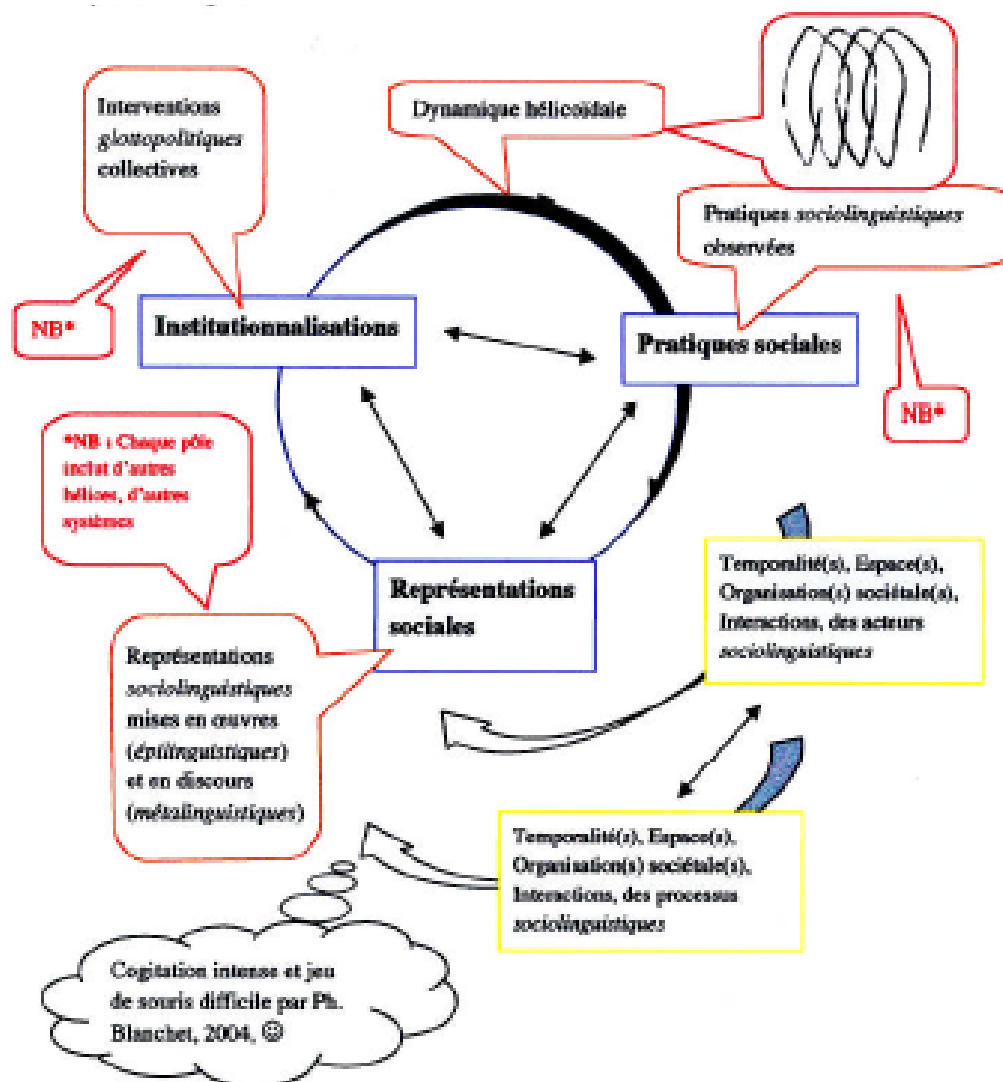 Interventions
glottopolitiques
collectives
Dynamique hélicoïdale
Pratiques sociolinguistiques
observées
NB*
Institutionnalisations
Pratiques sociales
NB*
*NB : Chaque pôle
inclut d'autres
hélices, d'autres
systèmes
Représentations
sociales
Temporalité(s), Espace(s),
Organisation(s) sociétale(s),
Interactions, des acteurs
sociolinguistiques
Représentations
sociolinguistiques
mises en œuvres
(épilinguistiques)
et en discours
(métalinguistiques)
Temporalité(s), Espace(s),
Organisation(s) sociétale(s),
Interactions, des processus
sociolinguistiques
Cogitation intense et jeu
de souris difficile par Ph.
Blanchet, 2004, ☺